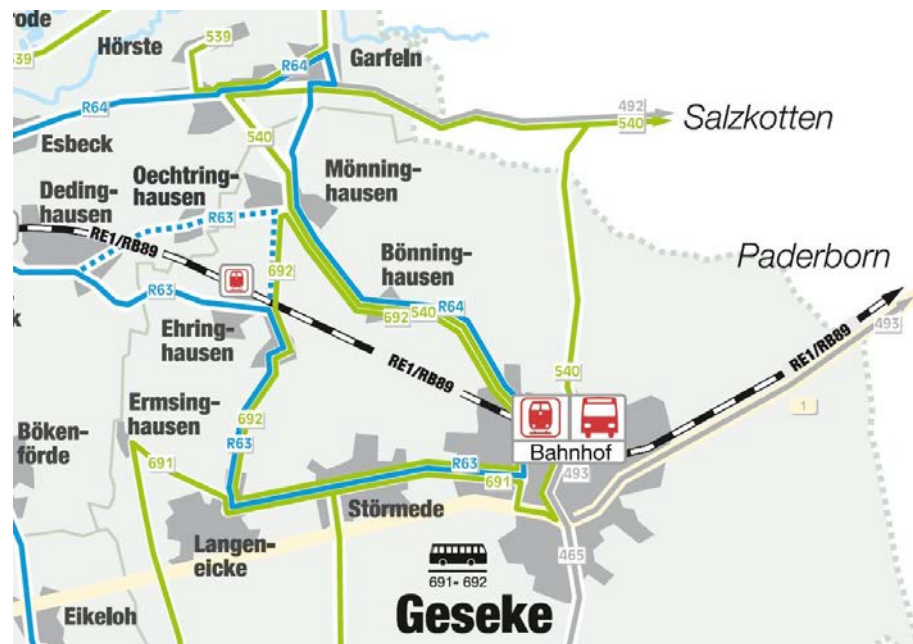 rode
539
Hörste
539
R64
Garfeln
R64
492
540
Salzkotten
540
Esbeck
Oechtring-
hausen
Mönning-
hausen
Deding-
hausen
R63
RE1/RB89
692
Bönning-
hausen
Paderborn
R63
R64
540
692
493
Ehring-
hausen
RE1/RB89
RE1/RB89
540
Ermsing-
hausen
692
1
Böken-
förde
R63
691
Bahnhof
R63
691
493
Störmede
Langen-
eicke
465
691- 692
Geseke
Eikeloh